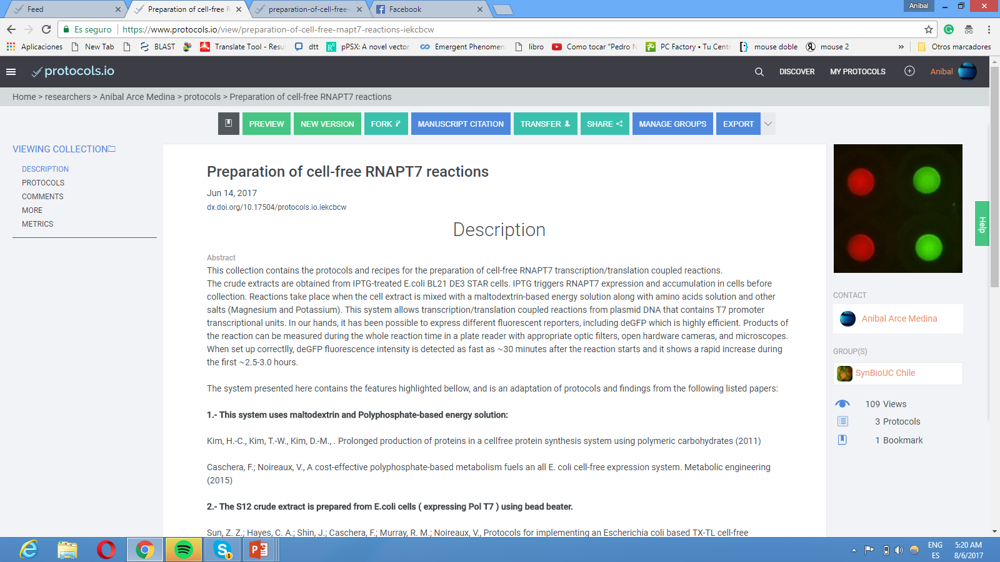 Feed
Preparation of cell-free R
preparation-of-cell-free-
Facebook
Anibal
Es seguro
https://www.protocols.io/view/preparation-of-cell-free-rnapt7-reactions-iekcbcw
Aplicaciones
New Tab
BLAST
Translate Tool - Resul
dtt
pPSX: A novel vector
Emergent Phenomen
libro
Como tocar "Pedro N
PC Factory • Tu Centr
mouse doble
mouse 2
»
Otros marcadores
protocols.io
DISCOVER
MY PROTOCOLS
Anibal
Home > researchers > Anibal Arce Medina > protocols > Preparation of cell-free RNAPT7 reactions
PREVIEW
NEW VERSION
FORK
MANUSCRIPT CITATION
TRANSFER
SHARE
MANAGE GROUPS
EXPORT
VIEWING COLLECTION
DESCRIPTION
PROTOCOLS
COMMENTS
MORE
METRICS
Preparation of cell-free RNAPT7 reactions
Jun 14, 2017
dx.doi.org/10.17504/protocols.io.iekcbcw
Description
Abstract
This collection contains the protocols and recipes for the preparation of cell-free RNAPT7 transcription/translation coupled reactions.
The crude extracts are obtained from IPTG-treated E.coli BL21 DE3 STAR cells. IPTG triggers RNAPT7 expression and accumulation in cells before
collection. Reactions take place when the cell extract is mixed with a maltodextrin-based energy solution along with amino acids solution and other
salts (Magnesium and Potassium). This system allows transcription/translation coupled reactions from plasmid DNA that contains T7 promoter
transcriptional units. In our hands, it has been possible to express different fluorescent reporters, including deGFP which is highly efficient. Products of
the reaction can be measured during the whole reaction time in a plate reader with appropriate optic filters, open hardware cameras, and microscopes.
When set up correctlly, deGFP fluorescence intensity is detected as fast as ~30 minutes after the reaction starts and it shows a rapid increase during
the first ~2.5-3.0 hours.
The system presented here contains the features highlighted bellow, and is an adaptation of protocols and findings from the following listed papers:
1.- This system uses maltodextrin and Polyphosphate-based energy solution:
Kim, H.-C., Kim, T.-W., Kim, D.-M., . Prolonged production of proteins in a cellfree protein synthesis system using polymeric carbohydrates (2011)
Caschera, F.; Noireaux, V., A cost-effective polyphosphate-based metabolism fuels an all E. coli cell-free expression system. Metabolic engineering
(2015)
2.- The S12 crude extract is prepared from E.coli cells ( expressing Pol T7 ) using bead beater.
Sun, Z. Z.; Hayes, C. A.; Shin, J.; Caschera, F.; Murray, R. M.; Noireaux, V., Protocols for implementing an Escherichia coli based TX-TL cell-free
Help
CONTACT
Anibal Arce Medina
GROUP(S)
SynBioUC Chile
109 Views
3 Protocols
1 Bookmark
1
ENG
ES
5:20 AM
8/6/2017